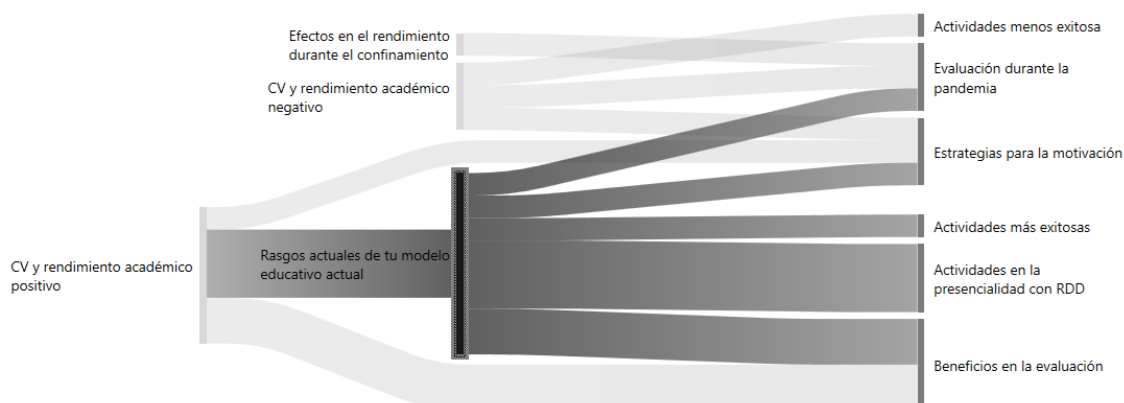 Efectos en el rendimiento
durante el confinamiento
CV y rendimiento académico
negativo
CV y rendimiento académico
positivo
Rasgos actuales de tu modelo
educativo actual
Actividades menos exitosa
Evaluación durante la
pandemia
Estrategias para la motivación
Actividades más exitosas
Actividades en la
presencialidad con RDD
Beneficios en la evaluación